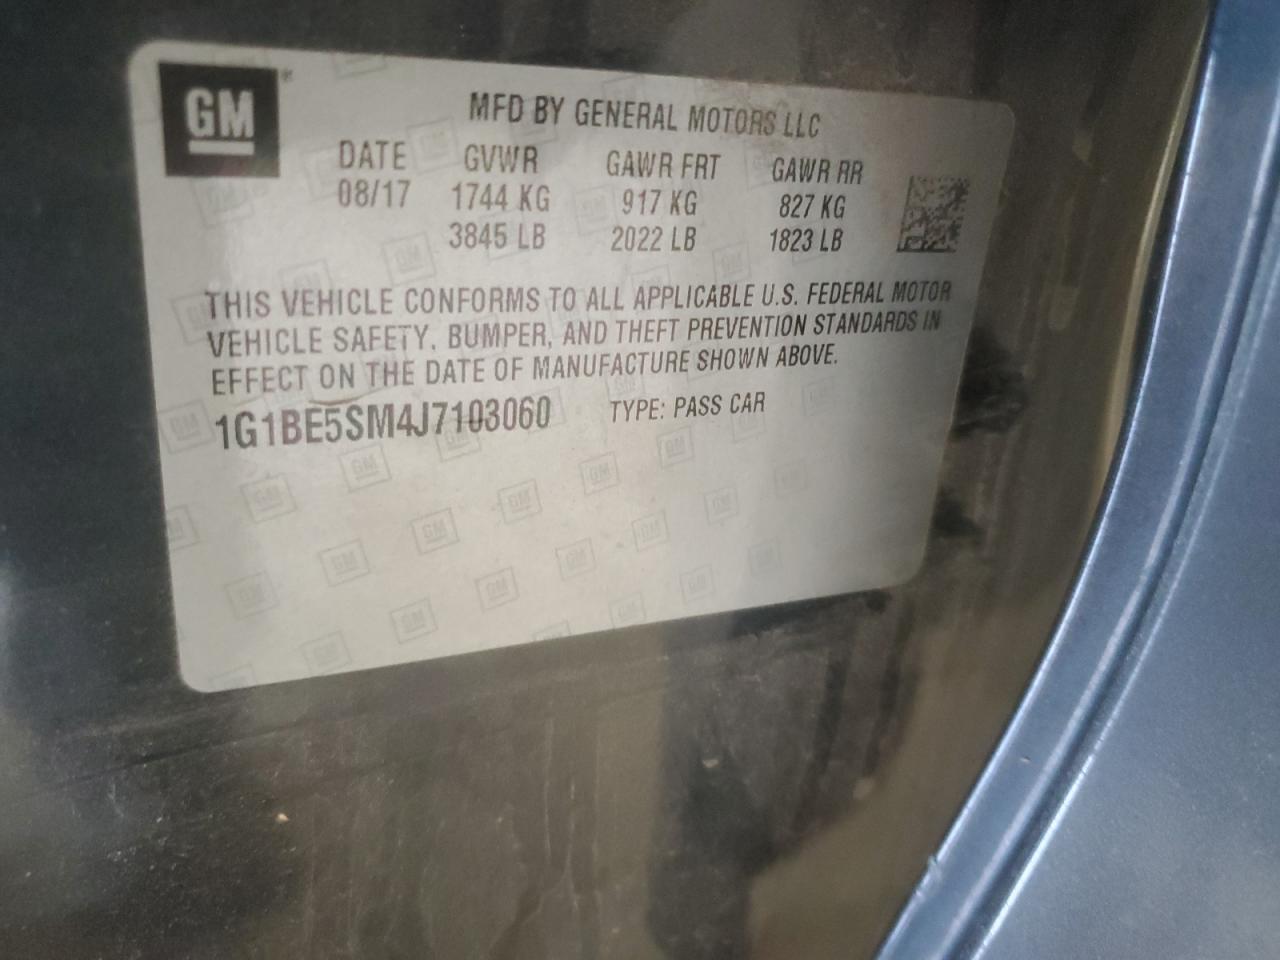 GM
MFD BY GENERAL MOTORS LLC
DATE GVWR GAWR FRT GAWR RR
08/17 1744 KG 917 KG 827 KG
3845 LB 2022 LB 1823 LB
THIS VEHICLE CONFORMS TO ALL APPLICABLE U.S. FEDERAL MOTOR
VEHICLE SAFETY, BUMPER, AND THEFT PREVENTION STANDARDS IN
EFFECT ON THE DATE OF MANUFACTURE SHOWN ABOVE.
1G1BE5SM4J7103060 TYPE: PASS CAR